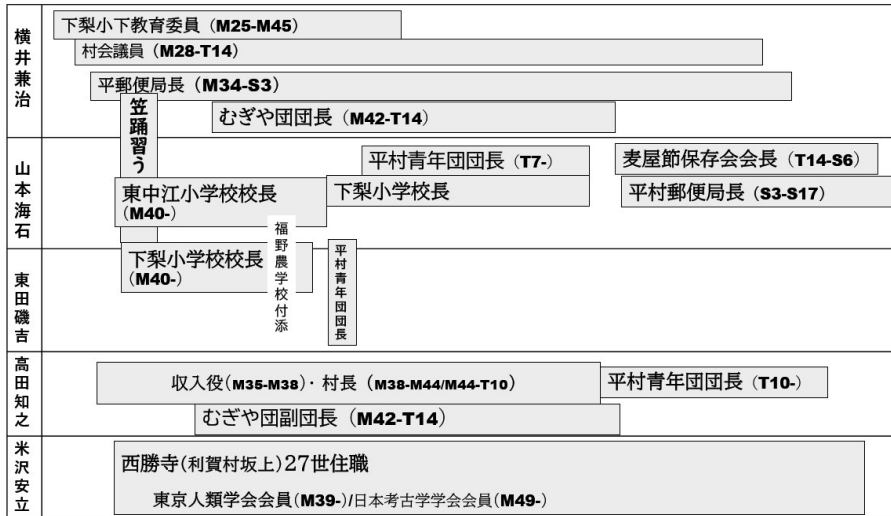 横井兼治
下梨小下教育委員（M25-M45）
村会議員（M28-T14）
平郵便局長（M34-S3）
笠踊習う
むぎや団団長（M42-T14）
山本海石
平村青年団団長（T7-）
麦屋節保存会会長（T14-S6）
東中江小学校校長
（M40-）
下梨小学校長
平村郵便局長（S3-S17）
東田磯吉
下梨小学校校長
（M40-）
福野農学校付添
平村青年団団長
高田知之
収入役(M35-M38)・村長（M38-M44/M44-T10）
平村青年団団長（T10-）
むぎや団副団長（M42-T14）
米沢安立
西勝寺(利賀村坂上)27世住職
東京人類学会会員(M39-)/日本考古学学会会員(M49-)